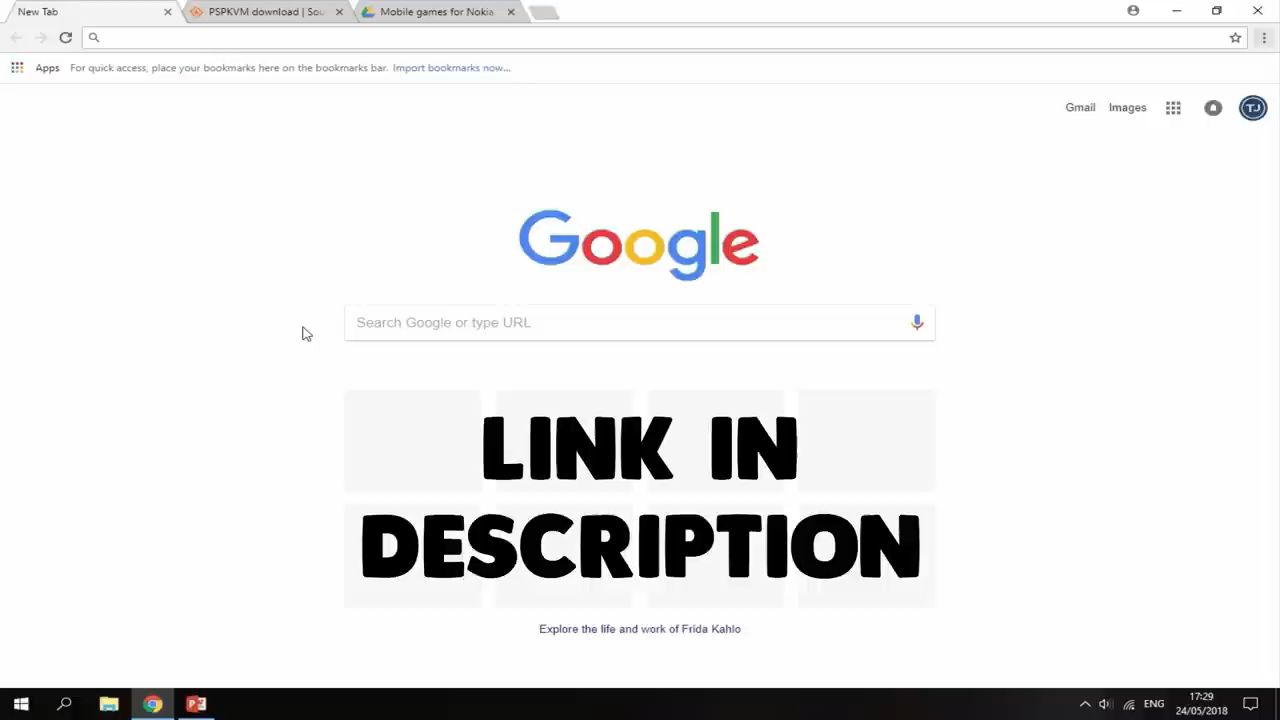 New Tab
PSPKVM download | Sou
Mobile games for Nokia
Apps
For quick access, place your bookmarks here on the bookmarks bar. Import bookmarks now...
Gmail
Images
TJ
Google
Search Google or type URL
LINK IN
DESCRIPTION
Explore the life and work of Frida Kahlo
ENG
17:29
24/05/2018